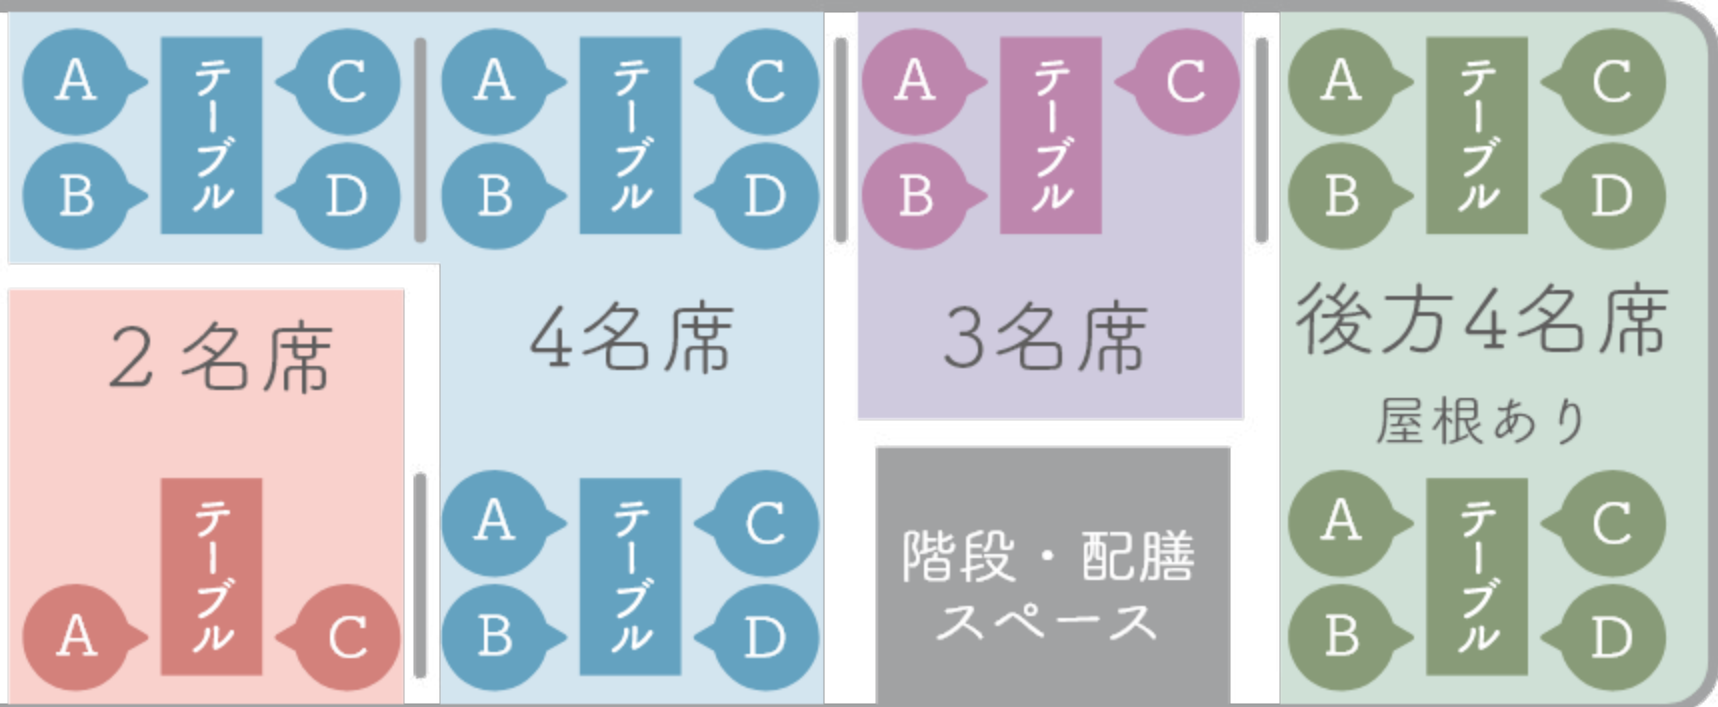 A テーブル C
B D
A テーブル C
B D
A テーブル C
B
A テーブル C
B D
2名席
4名席
3名席
後方4名席
屋根あり
テーブル
A C
A テーブル C
B D
階段・配膳
スペース
A テーブル C
B D